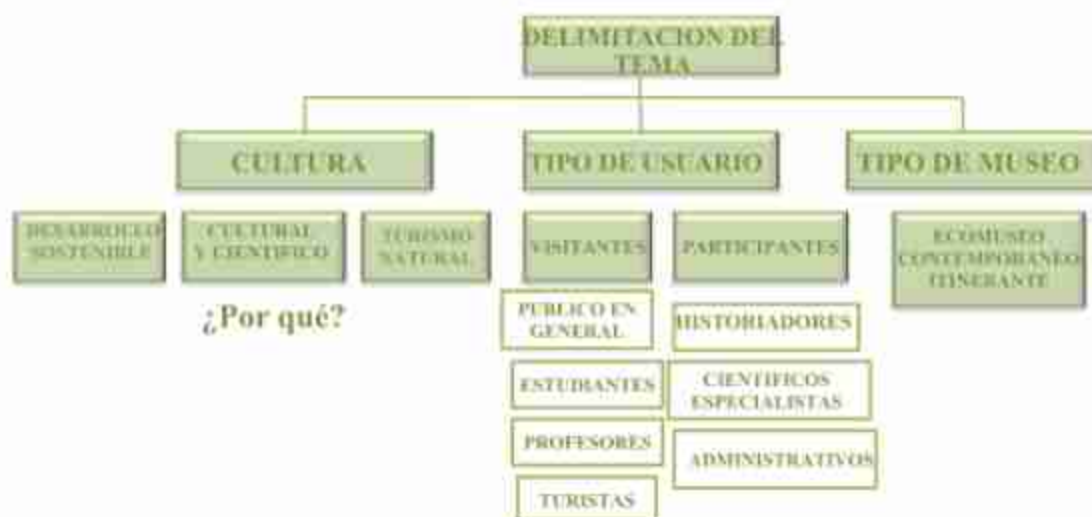 DELIMITACION DEL
TEMA
CULTURA
TIPO DE USUARIO
TIPO DE MUSEO
DESARROLLO
SOSTENIBLE
CULTURAL
Y CIENTIFICO
TURISMO
NATURAL
VISITANTES
PARTICIPANTES
ECOMUSEO
CONTEMPORANEO
ITINERANTE
¿Por qué?
PUBLICO EN
GENERAL
HISTORIADORES
ESTUDIANTES
CIENTIFICOS
ESPECIALISTAS
PROFESORES
ADMINISTRATIVOS
TURISTAS